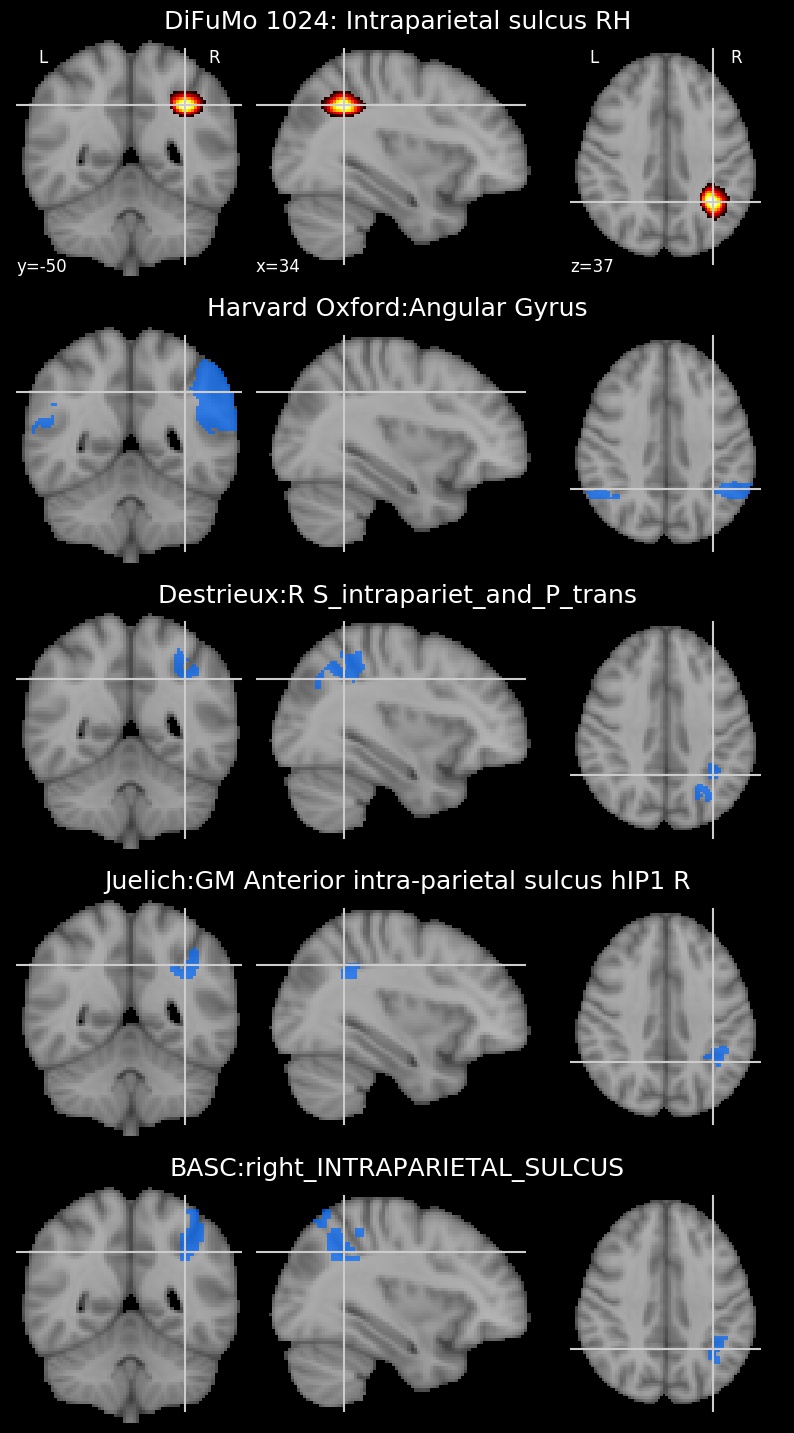 DiFuMo 1024: Intraparietal sulcus RH
L R L R
y=-50 x=34 z=37
Harvard Oxford:Angular Gyrus
Destrieux:R S_intrapariet_and_P_trans
Juelich:GM Anterior intra-parietal sulcus hIP1 R
BASC:right_INTRAPARIETAL_SULCUS